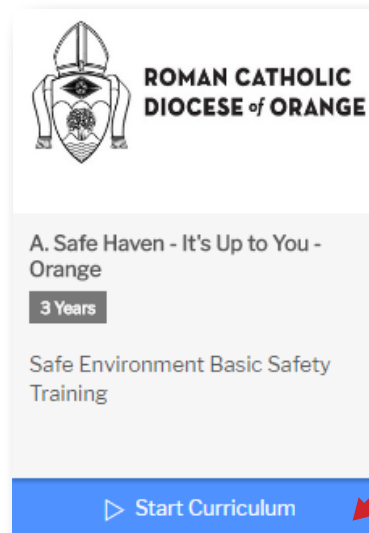 ROMAN CATHOLIC
DIOCESE of ORANGE
A. Safe Haven - It's Up to You -
Orange
3 Years
Safe Environment Basic Safety
Training
Start Curriculum